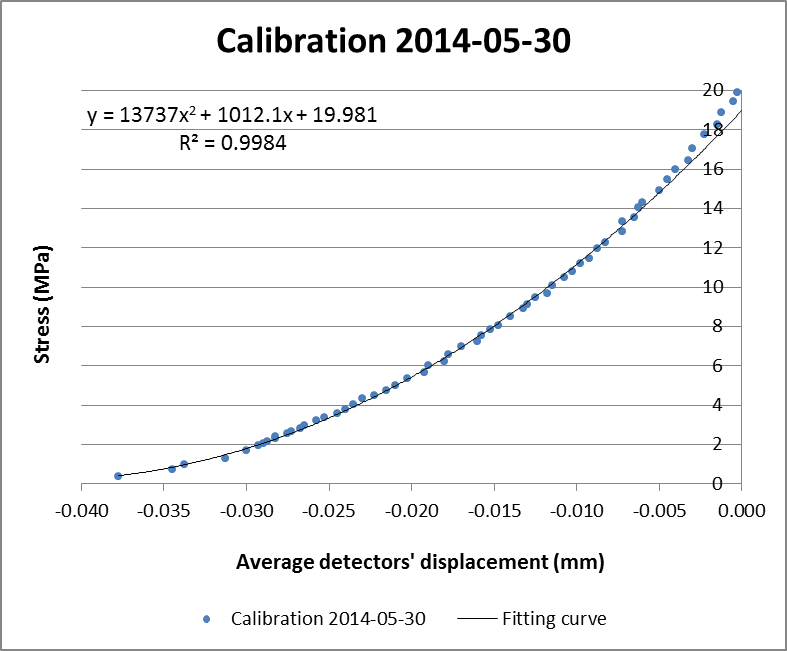 Calibration 2014-05-30
y = 13737x² + 1012.1x + 19.981
R² = 0.9984
20
18
16
14
12
10
8
6
4
2
0
-0.040 -0.035 -0.030 -0.025 -0.020 -0.015 -0.010 -0.005 0.000
Stress (MPa)
Average detectors' displacement (mm)
Calibration 2014-05-30 Fitting curve